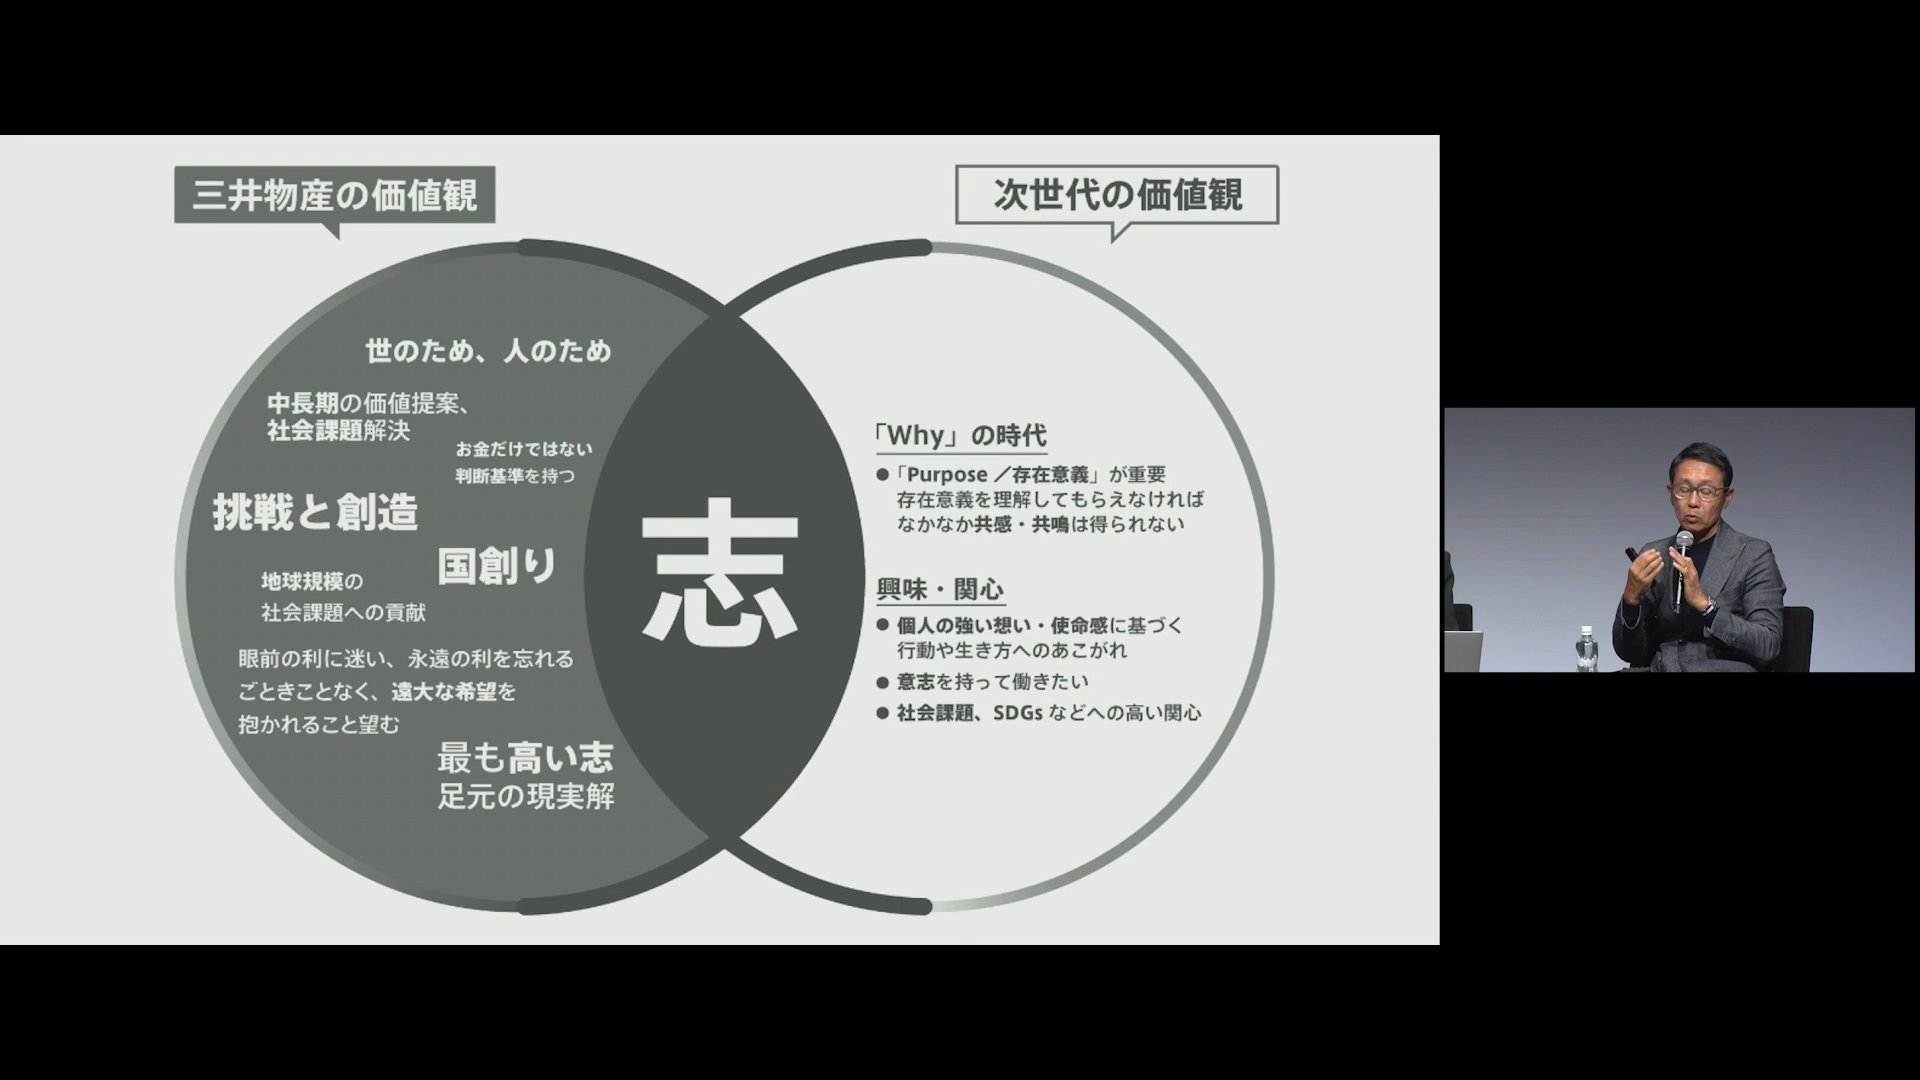 三井物産の価値観
世のため、人のため
中長期の価値提案、
社会課題解決
お金だけではない
判断基準を持つ
挑戦と創造
国創り
地球規模の
社会課題への貢献
眼前の利に迷い、永遠の利を忘れる
ごときことなく、遠大な希望を
抱かれること望む
最も高い志
足元の現実解
志
次世代の価値観
「Why」の時代
●「Purpose／存在意義」が重要
存在意義を理解してもらえなければ
なかなか共感・共鳴は得られない
興味・関心
● 個人の強い想い・使命感に基づく
行動や生き方へのあこがれ
● 意志を持って働きたい
● 社会課題、SDGs などへの高い関心